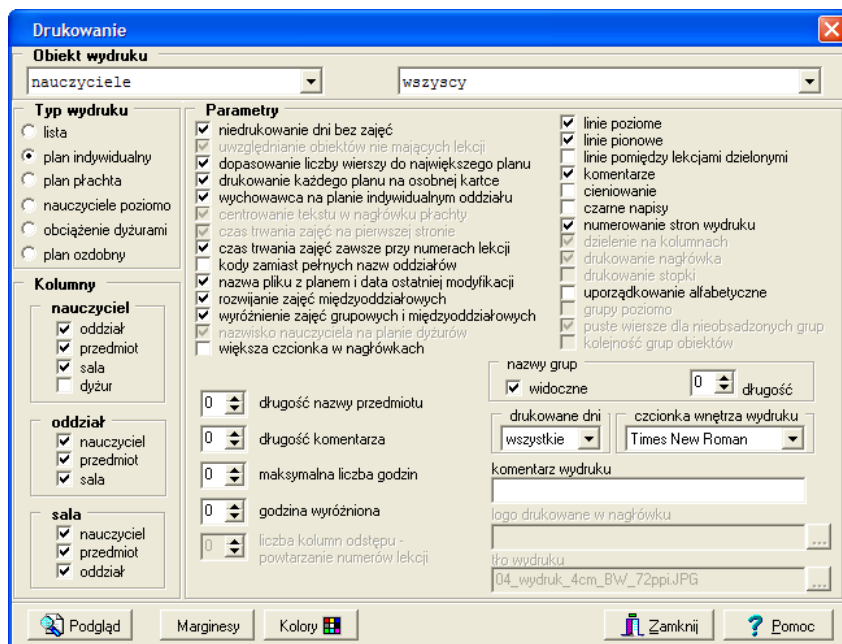 Drukowanie
Obiekt wydruku
nauczyciele
wszyscy
Typ wydruku
lista
plan indywidualny
plan płachta
nauczyciele poziomo
obciążenie dyżurami
plan ozdobny
Kolumny
nauczyciel
oddział
przedmiot
sala
dyżur
oddział
nauczyciel
przedmiot
sala
sala
nauczyciel
przedmiot
oddział
Parametry
niedrukowanie dni bez zajęć
uwzględnianie obiektów nie mających lekcji
dopasowanie liczby wierszy do największego planu
drukowanie każdego planu na osobnej kartce
wychowawca na planie indywidualnym oddziału
centrowanie tekstu w nagłówku płachty
czas trwania zajęć na pierwszej stronie
czas trwania zajęć zawsze przy numerach lekcji
kody zamiast pełnych nazw oddziałów
nazwa pliku z planem i data ostatniej modyfikacji
rozwijanie zajęć międzyoddziałowych
wyróżnienie zajęć grupowych i międzyoddziałowych
nazwisko nauczyciela na planie dyżurów
większa czcionka w nagłówkach
linie poziome
linie pionowe
linie pomiędzy lekcjami dzielonymi
komentarze
cieniowanie
czarne napisy
numerowanie stron wydruku
dzielenie na kolumnach
drukowanie nagłówka
drukowanie stopki
uporządkowanie alfabetyczne
grupy poziomo
puste wiersze dla nieobsadzonych grup
kolejność grup obiektów
0 długość nazwy przedmiotu
0 długość komentarza
0 maksymalna liczba godzin
0 godzina wyróżniona
0 liczba kolumn odstępu -
powtarzanie numerów lekcji
nazwy grup
widoczne
0 długość
drukowane dni
wszystkie
czcionka wnętrza wydruku
Times New Roman
komentarz wydruku
logo drukowane w nagłówku
...
tło wydruku
04_wydruk_4cm_BW_72ppi.JPG
...
Podgląd
Marginesy
Kolory
Zamknij
Pomoc